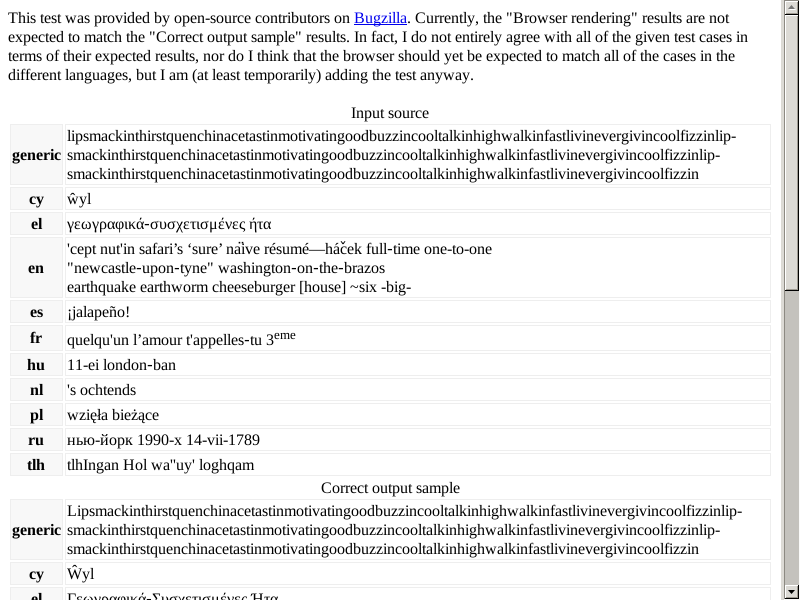 This test was provided by open-source contributors on Bugzilla. Currently, the "Browser rendering" results are not
expected to match the "Correct output sample" results. In fact, I do not entirely agree with all of the given test cases in
terms of their expected results, nor do I think that the browser should yet be expected to match all of the cases in the
different languages, but I am (at least temporarily) adding the test anyway.
Input source
generic lipsmackinthirstquenchinacetastinmotivatingoodbuzzincooltalkinhighwalkinfastlivinevergivincoolfizzinlip-
smackinthirstquenchinacetastinmotivatingoodbuzzincooltalkinhighwalkinfastlivinevergivincoolfizzinlip-
smackinthirstquenchinacetastinmotivatingoodbuzzincooltalkinhighwalkinfastlivinevergivincoolfizzin
cy ŵyl
el γεωγραφικά-συσχετισμένες ήτα
en 'cept nut'in safari’s ‘sure’ naı̈ve résumé—háček full-time one-to-one
"newcastle-upon-tyne" washington-on-the-brazos
earthquake earthworm cheeseburger [house] ~six -big-
es ¡jalapeño!
fr quelqu'un l’amour t'appelles-tu 3eme
hu 11-ei london-ban
nl 's ochtends
pl wzięła bieżące
ru нью-йорк 1990-х 14-vii-1789
tlh tlhIngan Hol wa''uy' loghqam
Correct output sample
generic Lipsmackinthirstquenchinacetastinmotivatingoodbuzzincooltalkinhighwalkinfastlivinevergivincoolfizzinlip-
smackinthirstquenchinacetastinmotivatingoodbuzzincooltalkinhighwalkinfastlivinevergivincoolfizzinlip-
smackinthirstquenchinacetastinmotivatingoodbuzzincooltalkinhighwalkinfastlivinevergivincoolfizzin
cy Ŵyl
el Γεωγραφικά-Συσχετισμένες Ήτα